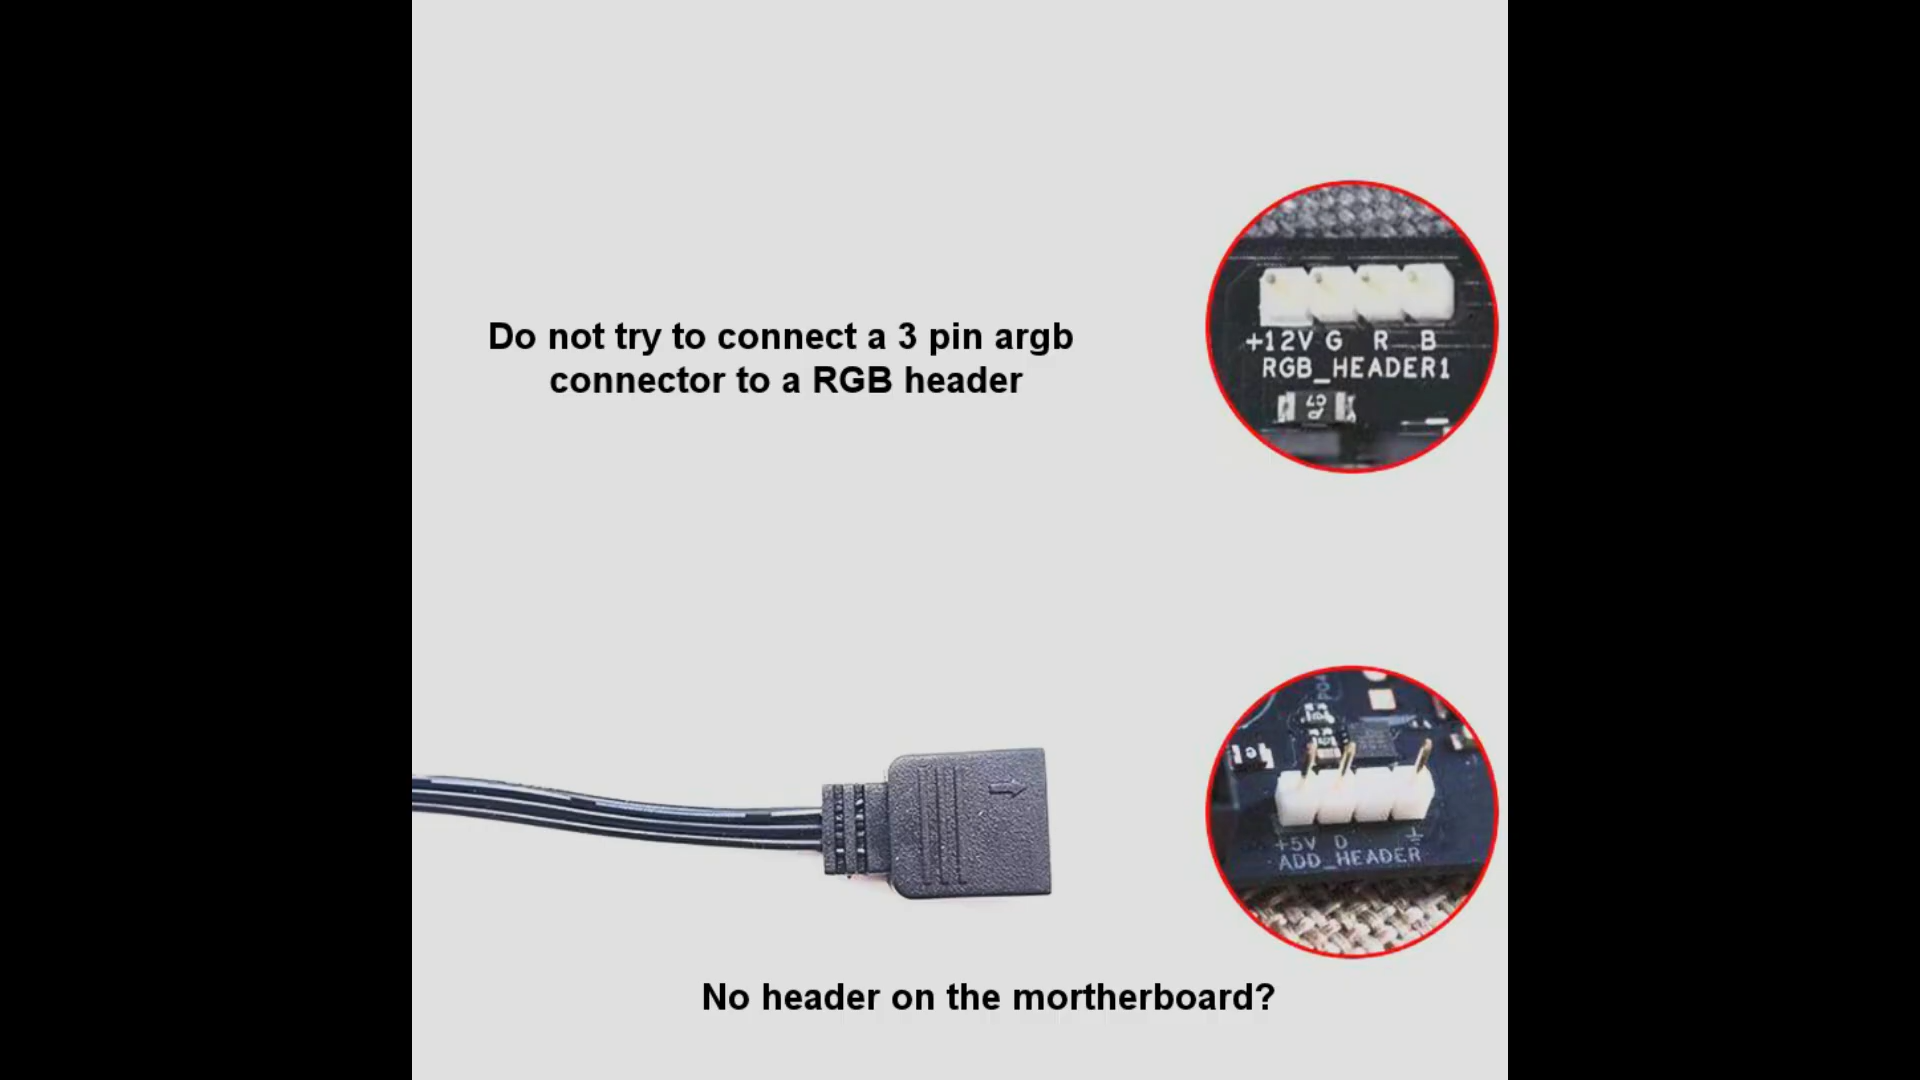 Do not try to connect a 3 pin argb
connector to a RGB header
+12V G R B
RGB_HEADER1
+5V D
ADD_HEADER
No header on the mortherboard?